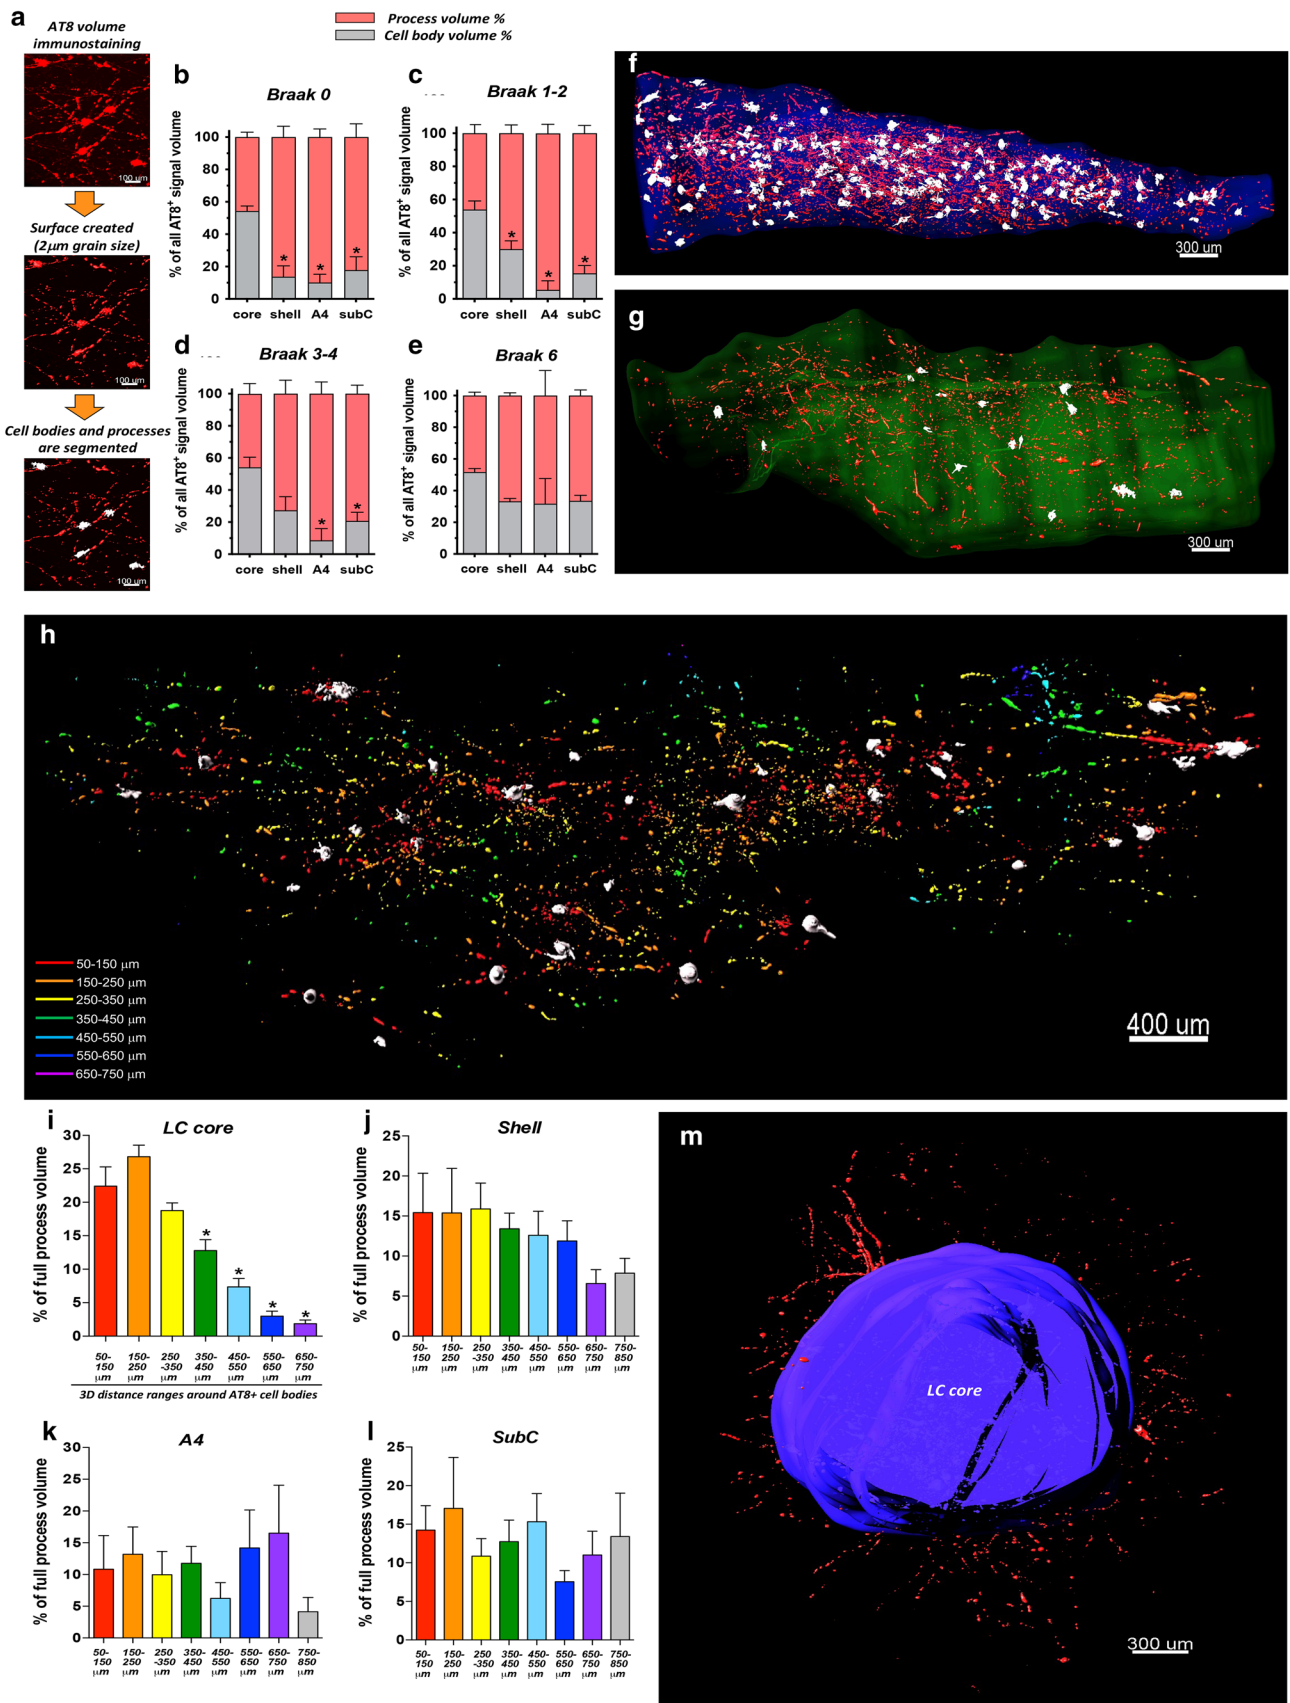 a
AT8 volume
immunostaining
100 µm
Surface created
(2µm grain size)
100 µm
Cell bodies and processes
are segmented
100 µm
Process volume %
Cell body volume %
b
Braak 0
% of all AT8+ signal volume
100
80
60
40
20
0
*
*
*
core shell A4 subC
c
Braak 1-2
% of all AT8+ signal volume
100
80
60
40
20
0
*
*
*
core shell A4 subC
d
Braak 3-4
% of all AT8+ signal volume
100
80
60
40
20
0
*
*
core shell A4 subC
e
Braak 6
% of all AT8+ signal volume
100
80
60
40
20
0
core shell A4 subC
f
300 um
g
300 um
h
50-150 µm
150-250 µm
250-350 µm
350-450 µm
450-550 µm
550-650 µm
650-750 µm
400 um
i
LC core
% of full process volume
30
25
20
15
10
5
0
*
*
*
*
50- 150- 250 350- 450- 550- 650-
150 250 -350 450 550 650 750
µm µm µm µm µm µm µm
3D distance ranges around AT8+ cell bodies
j
Shell
% of full process volume
25
20
15
10
5
0
50- 150- 250 350- 450- 550- 650- 750-
150 250 -350 450 550 650 750 850
µm µm µm µm µm µm µm µm
k
A4
% of full process volume
30
25
20
15
10
5
0
50- 150- 250 350- 450- 550- 650- 750-
150 250 -350 450 550 650 750 850
µm µm µm µm µm µm µm µm
l
SubC
% of full process volume
25
20
15
10
5
0
50- 150- 250 350- 450- 550- 650- 750-
150 250 -350 450 550 650 750 850
µm µm µm µm µm µm µm µm
m
LC core
300 um